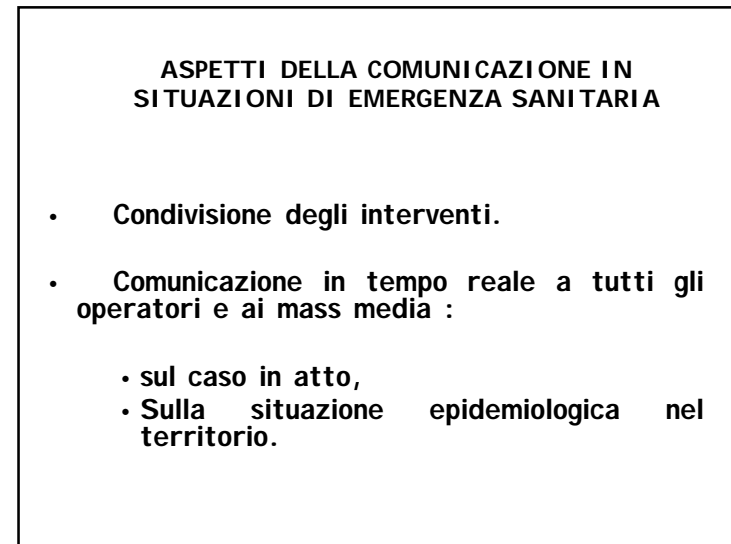 ASPETTI DELLA COMUNICAZIONE IN
SITUAZIONI DI EMERGENZA SANITARIA
• Condivisione degli interventi.
• Comunicazione in tempo reale a tutti gli
operatori e ai mass media :
• sul caso in atto,
• Sulla situazione epidemiologica nel
territorio.